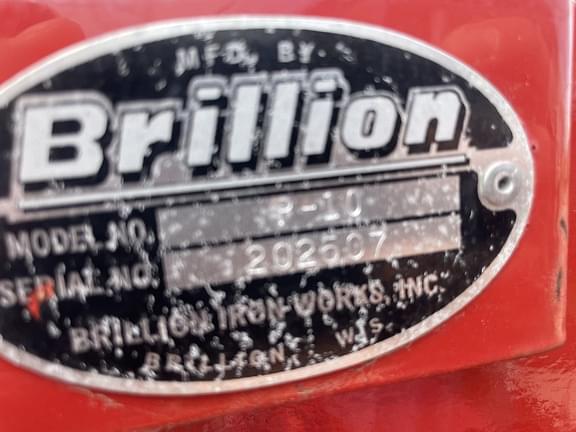 MFD. BY
Brillion
MODEL NO. P-10
SERIAL NO. 202607
BRILLION IRON WORKS, INC.
BRILLION, WIS.